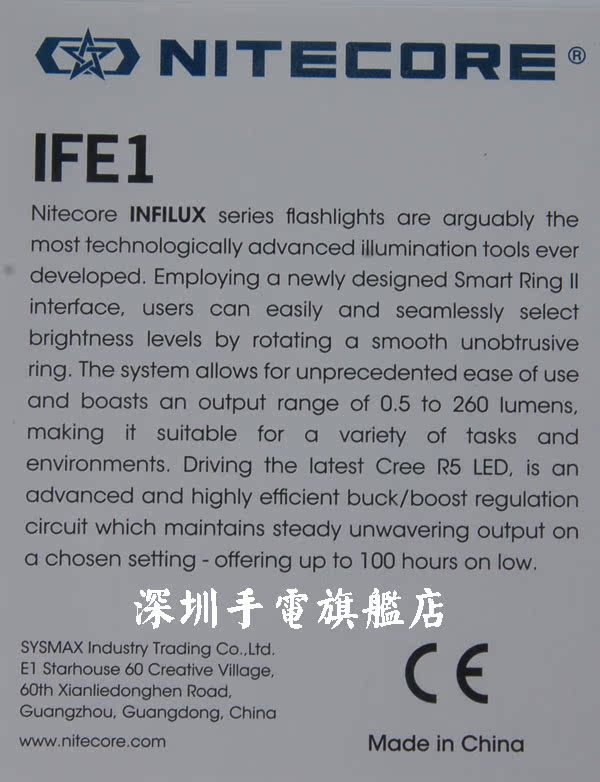 NITECORE®
IFE1
Nitecore INFILUX series flashlights are arguably the
most technologically advanced illumination tools ever
developed. Employing a newly designed Smart Ring II
interface, users can easily and seamlessly select
brightness levels by rotating a smooth unobtrusive
ring. The system allows for unprecedented ease of use
and boasts an output range of 0.5 to 260 lumens,
making it suitable for a variety of tasks and
environments. Driving the latest Cree R5 LED, is an
advanced and highly efficient buck/boost regulation
circuit which maintains steady unwavering output on
a chosen setting - offering up to 100 hours on low.
深圳手電旗艦店
SYSMAX Industry Trading Co.,Ltd.
E1 Starhouse 60 Creative Village,
60th Xianliedonghen Road,
Guangzhou, Guangdong, China
www.nitecore.com
CE
Made in China